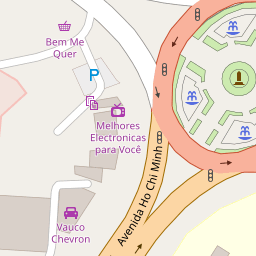 Bem Me
Quer
P
Melhores
Electronicas
para Você
Avenida Ho Chi Minh
Vauco
Chevron